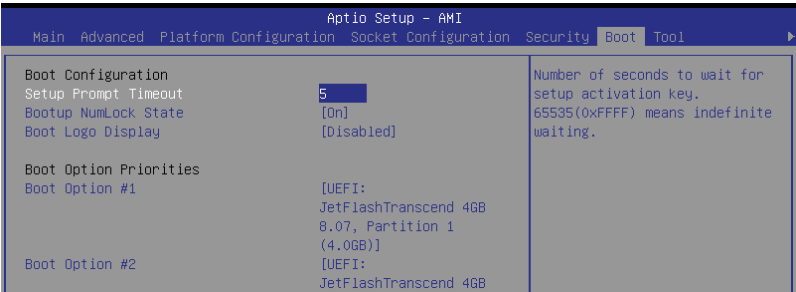 Aptio Setup – AMI
Main Advanced Platform Configuration Socket Configuration Security Boot Tool
Boot Configuration
Setup Prompt Timeout 5
Bootup NumLock State [On]
Boot Logo Display [Disabled]
Boot Option Priorities
Boot Option #1 [UEFI:
JetFlashTranscend 4GB
8.07, Partition 1
(4.0GB)]
Boot Option #2 [UEFI:
JetFlashTranscend 4GB
Number of seconds to wait for
setup activation key.
65535(0xFFFF) means indefinite
waiting.